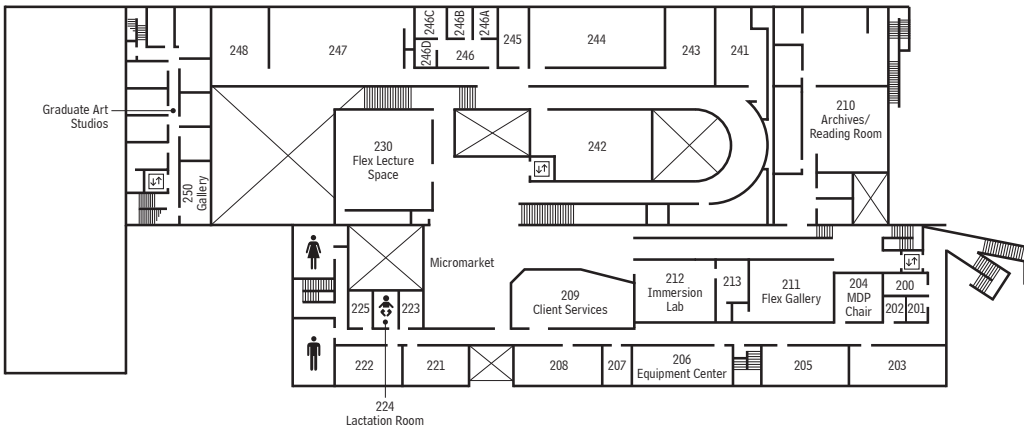 246C
246B
246A
248
247
246D
246
245
244
243
241
Graduate Art
Studios
210
Archives/
Reading Room
230
Flex Lecture
Space
242
250
Gallery
Micromarket
212
Immersion
Lab
213
211
Flex Gallery
204
MDP
Chair
200
202
201
209
Client Services
225
223
222
221
208
207
206
Equipment Center
205
203
224
Lactation Room